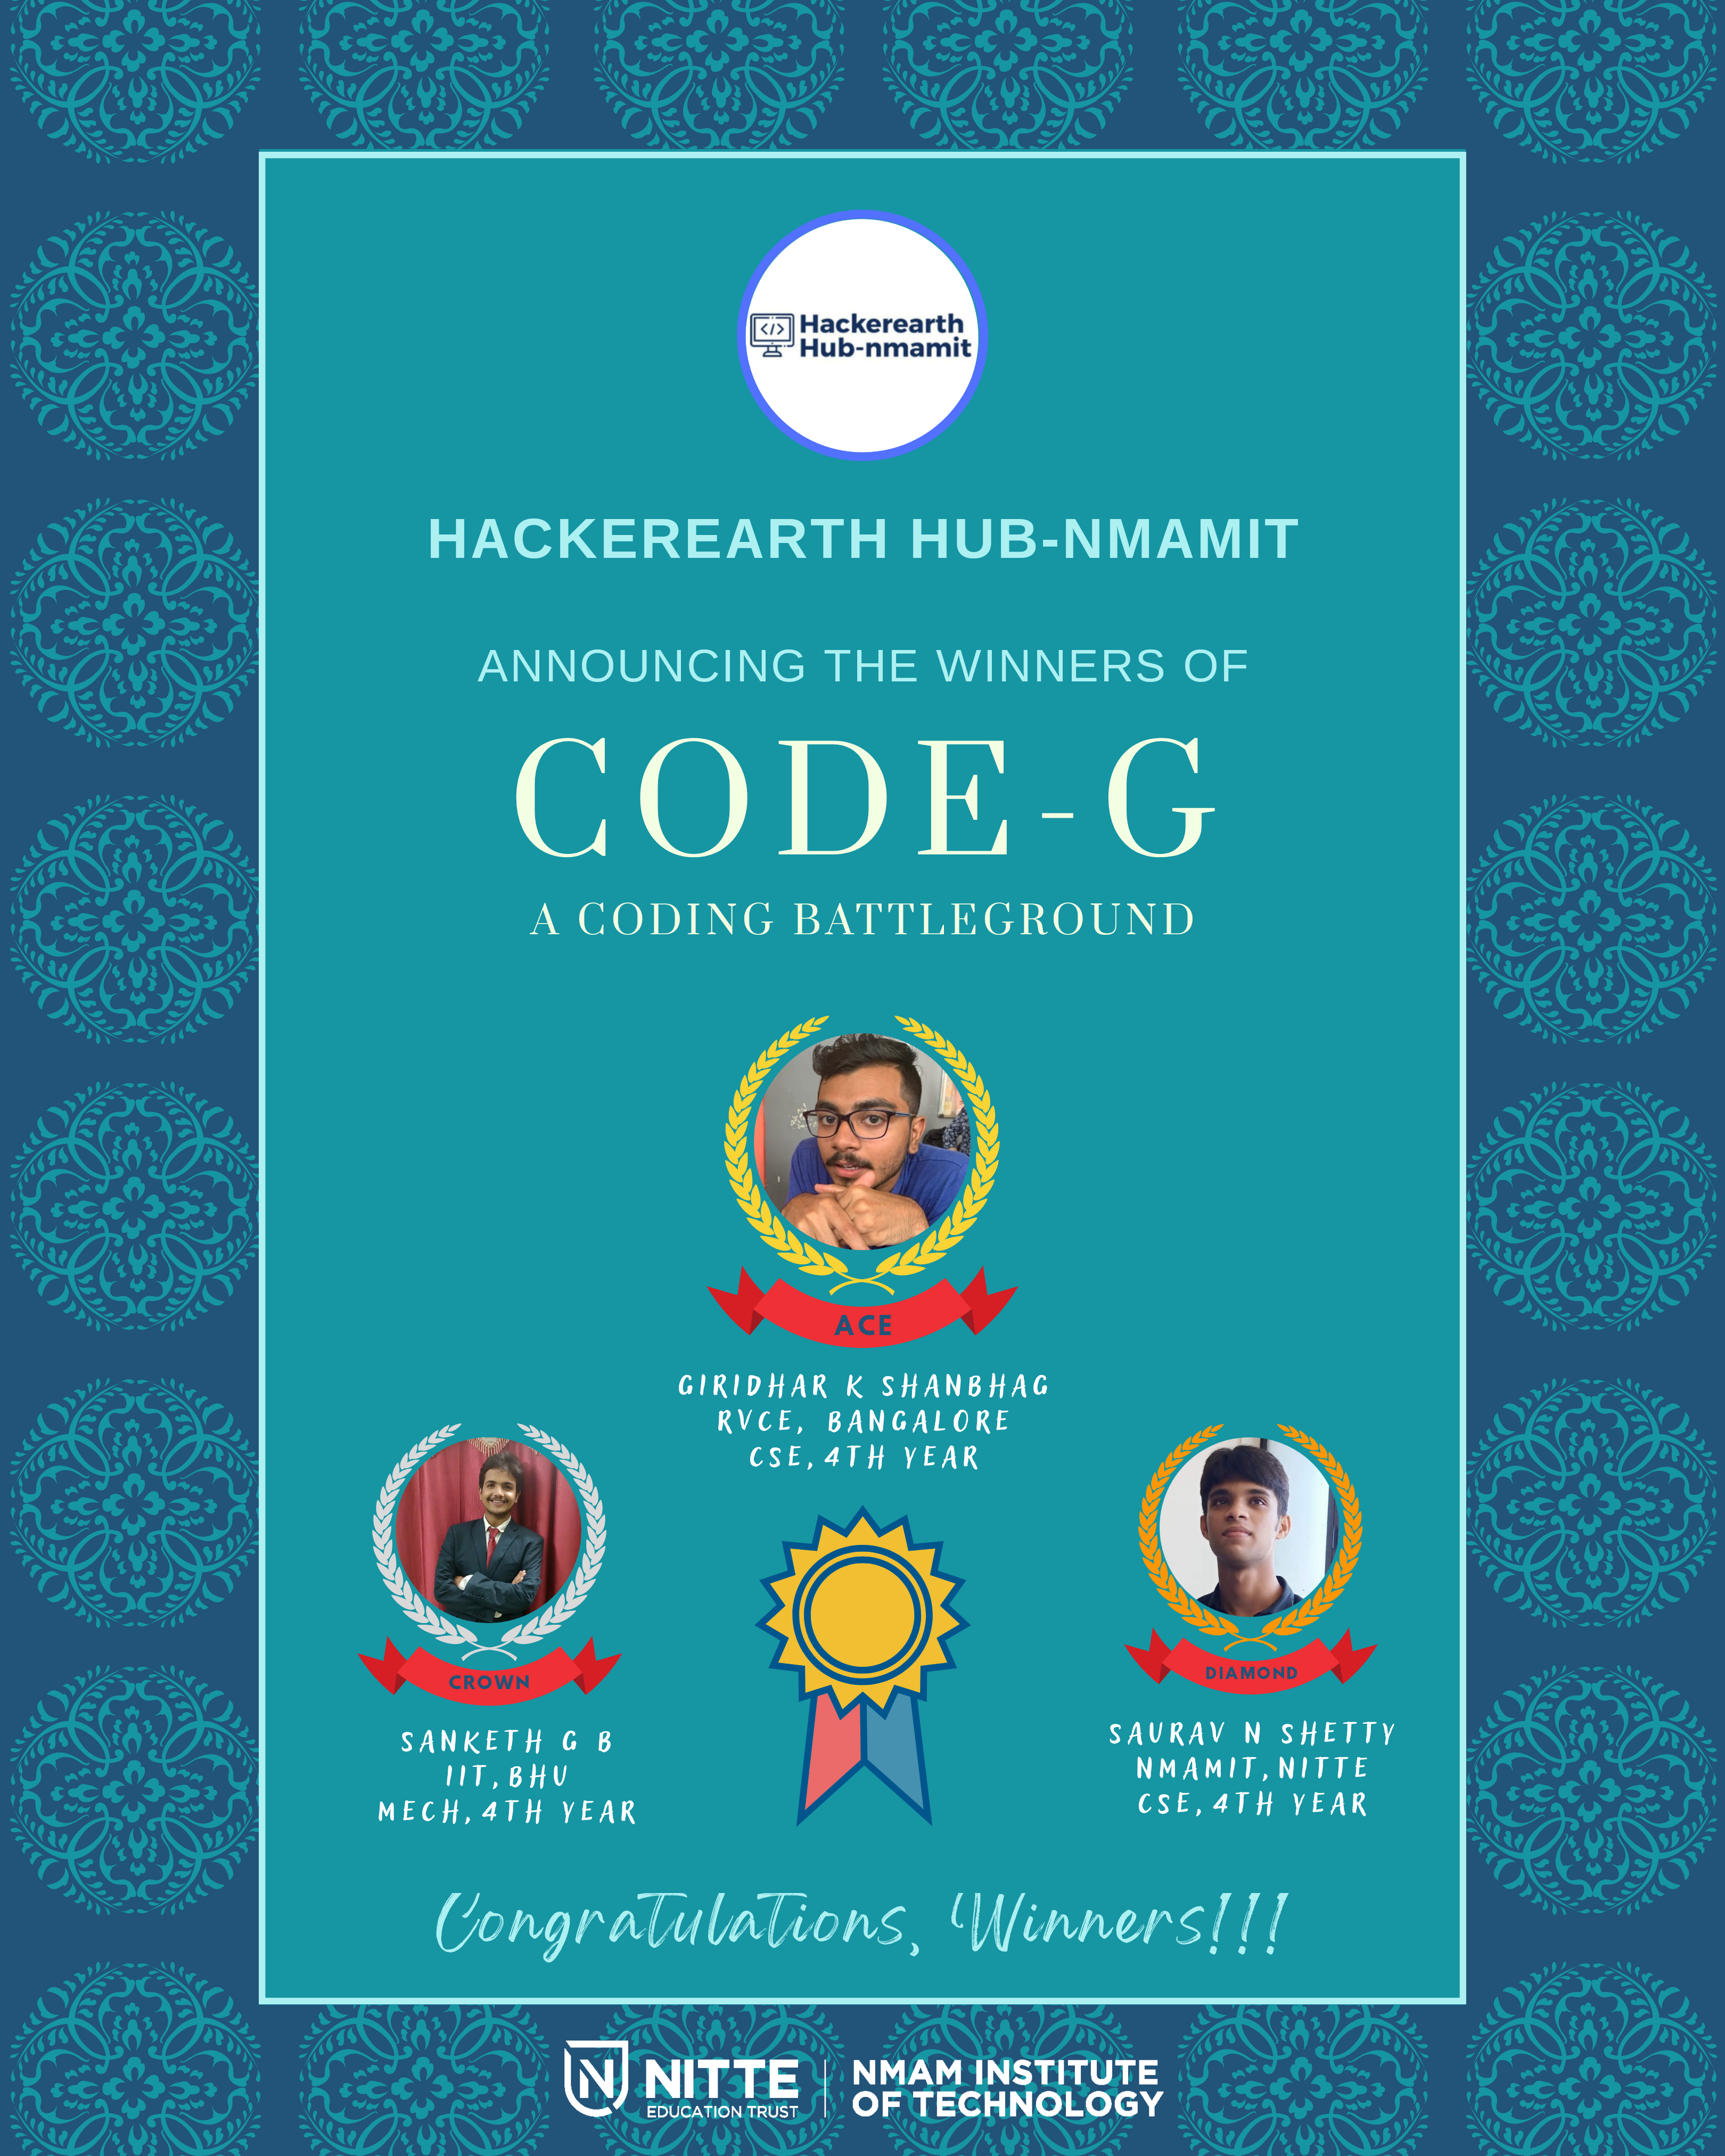 Hackerearth
Hub-nmamit
HACKEREARTH HUB-NMAMIT
ANNOUNCING THE WINNERS OF
CODE-G
A CODING BATTLEGROUND
ACE
GIRIDHAR K SHANBHAG
RVCE, BANGALORE
CSE, 4TH YEAR
CROWN
SANKETH G B
IIT, BHU
MECH, 4TH YEAR
DIAMOND
SAURAV N SHETTY
NMAMIT, NITTE
CSE, 4TH YEAR
Congratulations, Winners!!!
NITTE
EDUCATION TRUST
NMAM INSTITUTE
OF TECHNOLOGY